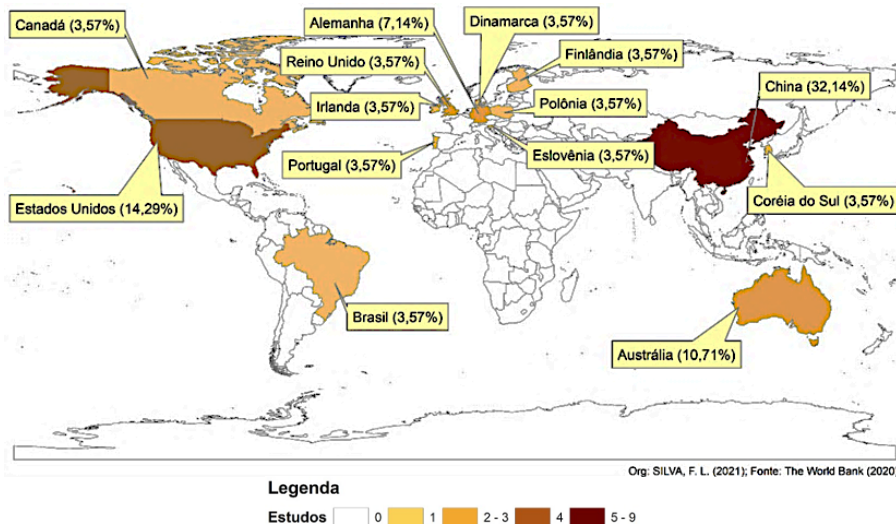 Canadá (3,57%)
Alemanha (7,14%)
Dinamarca (3,57%)
Reino Unido (3,57%)
Finlândia (3,57%)
China (32,14%)
Irlanda (3,57%)
Polônia (3,57%)
Portugal (3,57%)
Eslovênia (3,57%)
Estados Unidos (14,29%)
Coréia do Sul (3,57%)
Brasil (3,57%)
Austrália (10,71%)
Org: SILVA, F. L. (2021); Fonte: The World Bank (2020)
Legenda
Estudos 0 1 2 - 3 4 5 - 9